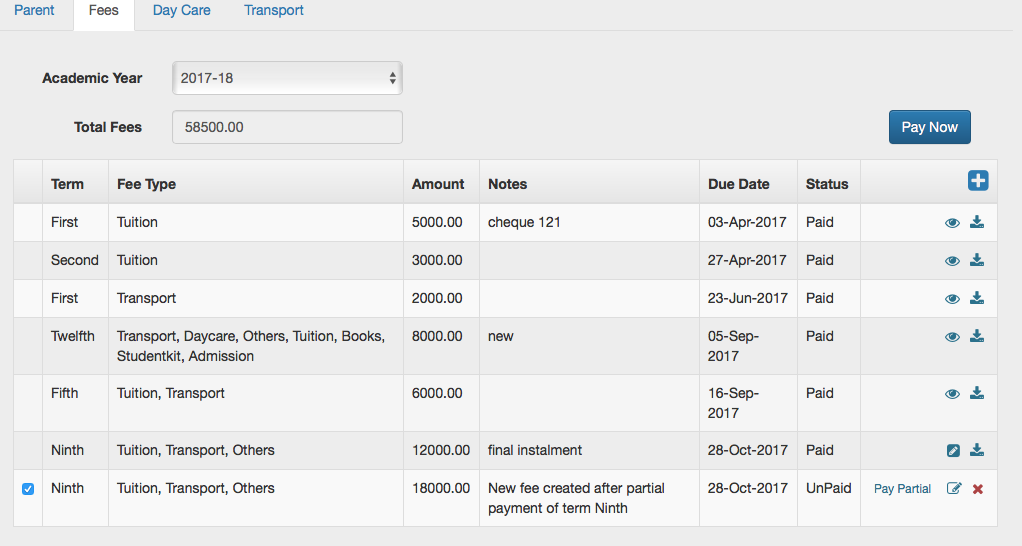 Parent Fees Day Care Transport
Academic Year 2017-18
Total Fees 58500.00 Pay Now
Term Fee Type Amount Notes Due Date Status
First Tuition 5000.00 cheque 121 03-Apr-2017 Paid
Second Tuition 3000.00 27-Apr-2017 Paid
First Transport 2000.00 23-Jun-2017 Paid
Twelfth Transport, Daycare, Others, Tuition, Books, 8000.00 new 05-Sep- Paid
Studentkit, Admission 2017
Fifth Tuition, Transport 6000.00 16-Sep- Paid
2017
Ninth Tuition, Transport, Others 12000.00 final instalment 28-Oct-2017 Paid
Ninth Tuition, Transport, Others 18000.00 New fee created after partial 28-Oct-2017 UnPaid Pay Partial
payment of term Ninth